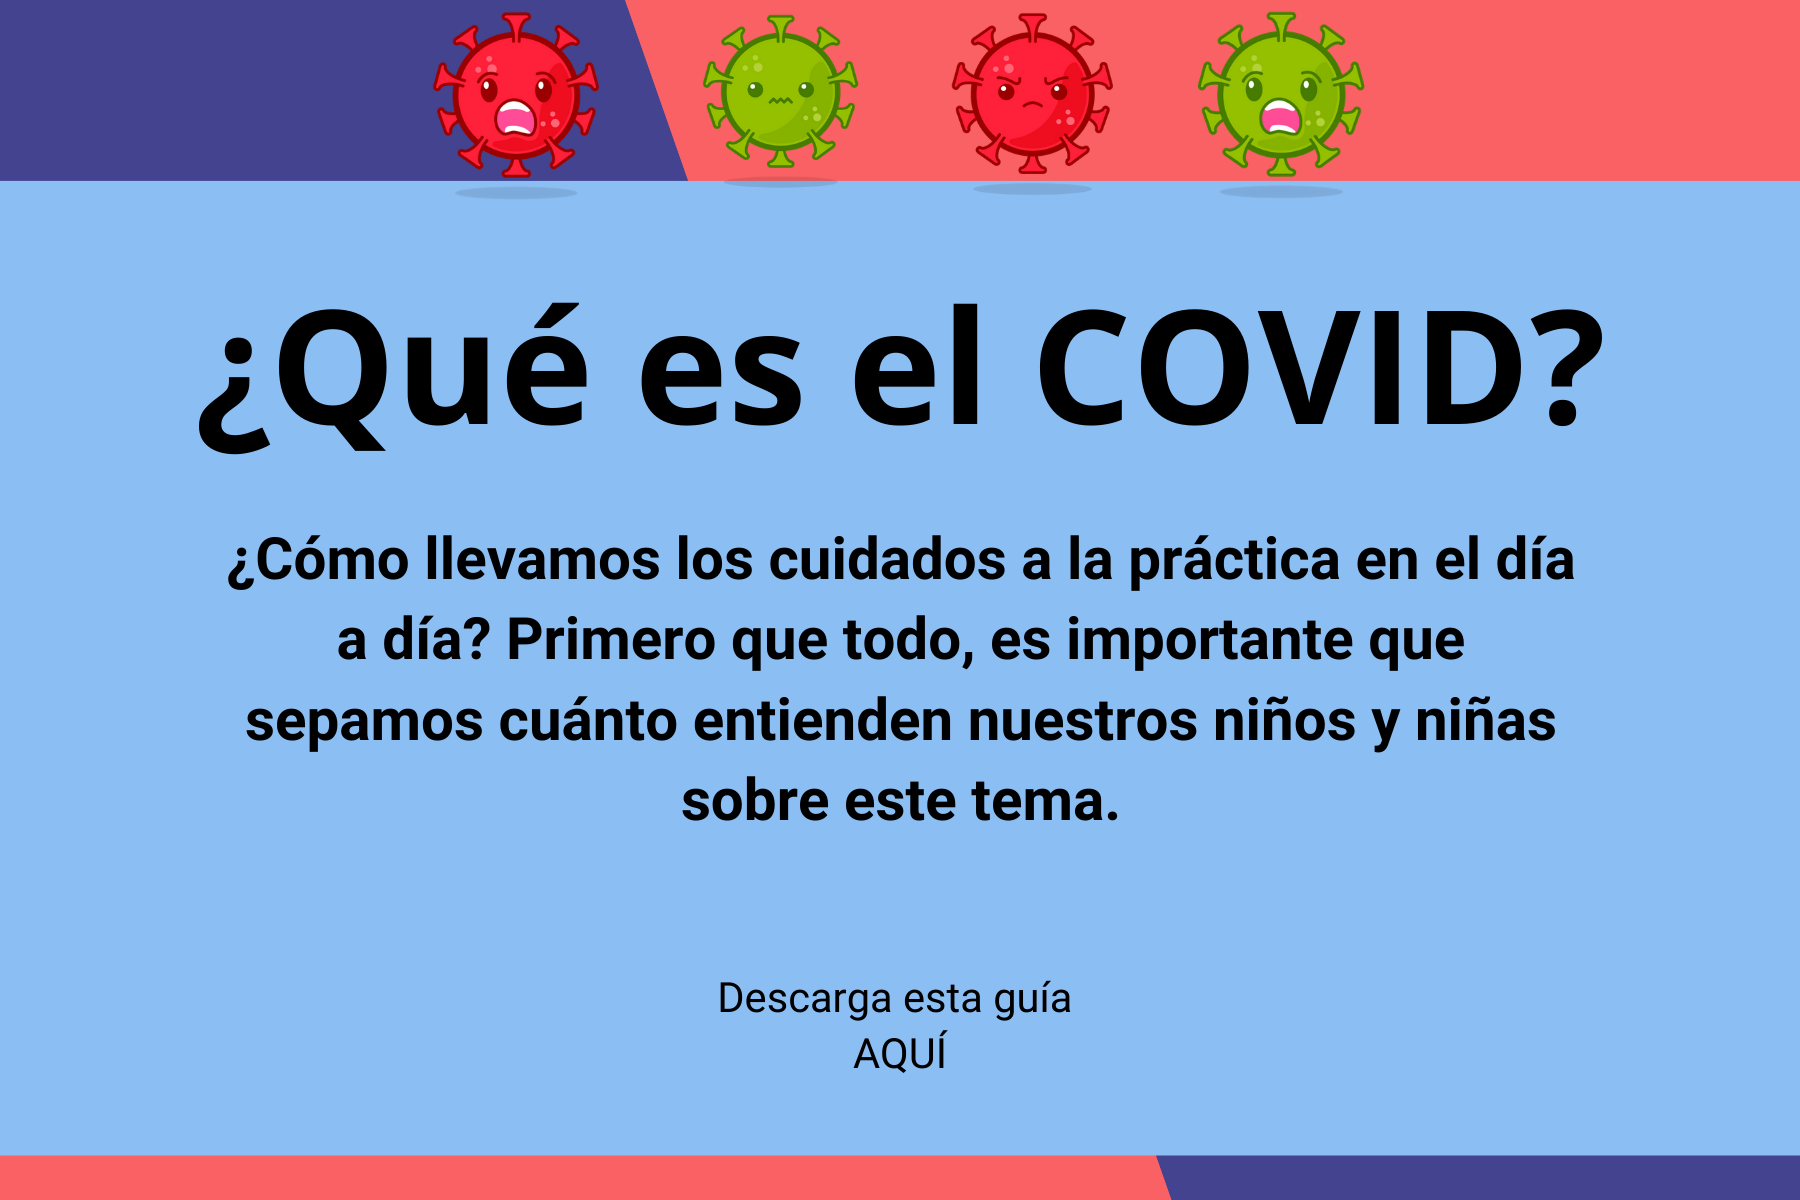 ¿Qué es el COVID?
¿Cómo llevamos los cuidados a la práctica en el día
a día? Primero que todo, es importante que
sepamos cuánto entienden nuestros niños y niñas
sobre este tema.
Descarga esta guía
AQUÍ